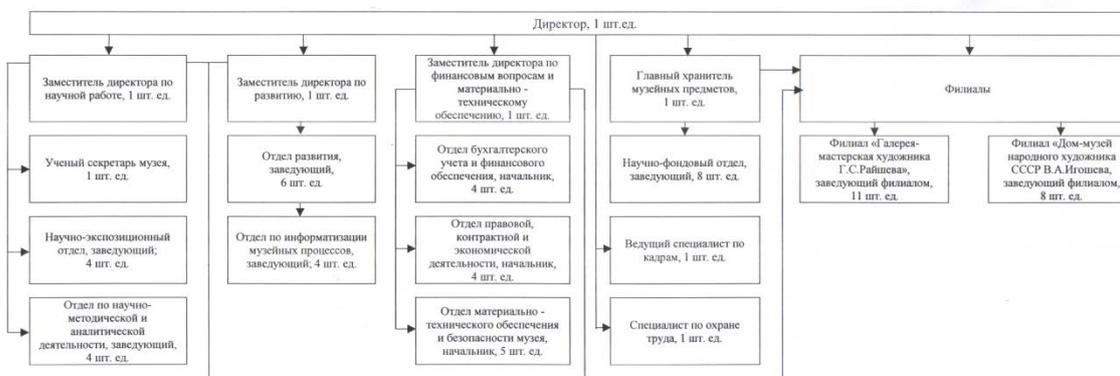 Директор, 1 шт.ед.
Заместитель директора по
научной работе, 1 шт. ед.
Заместитель директора по
развитию, 1 шт. ед.
Заместитель директора по
финансовым вопросам и
материально -
техническому
обеспечению, 1 шт. ед.
Главный хранитель
музейных предметов,
1 шт. ед.
Филиалы
Ученый секретарь музея,
1 шт. ед.
Отдел развития,
заведующий,
6 шт. ед.
Отдел бухгалтерского
учета и финансового
обеспечения, начальник,
4 шт. ед.
Научно-фондовый отдел,
заведующий, 8 шт. ед.
Филиал «Галерея-
мастерская художника
Г.С.Райшева»,
заведующий филиалом,
11 шт. ед.
Филиал «Дом-музей
народного художника
СССР В.А.Игошева,
заведующий филиалом,
8 шт. ед.
Научно-экспозиционный
отдел, заведующий;
4 шт. ед.
Отдел по информатизации
музейных процессов,
заведующий; 4 шт. ед.
Отдел правовой,
контрактной и
экономической
деятельности, начальник,
4 шт. ед.
Ведущий специалист по
кадрам, 1 шт. ед.
Отдел по научно-
методической и
аналитической
деятельности, заведующий,
4 шт. ед.
Отдел материально -
технического обеспечения
и безопасности музея,
начальник, 5 шт. ед.
Специалист по охране
труда, 1 шт. ед.